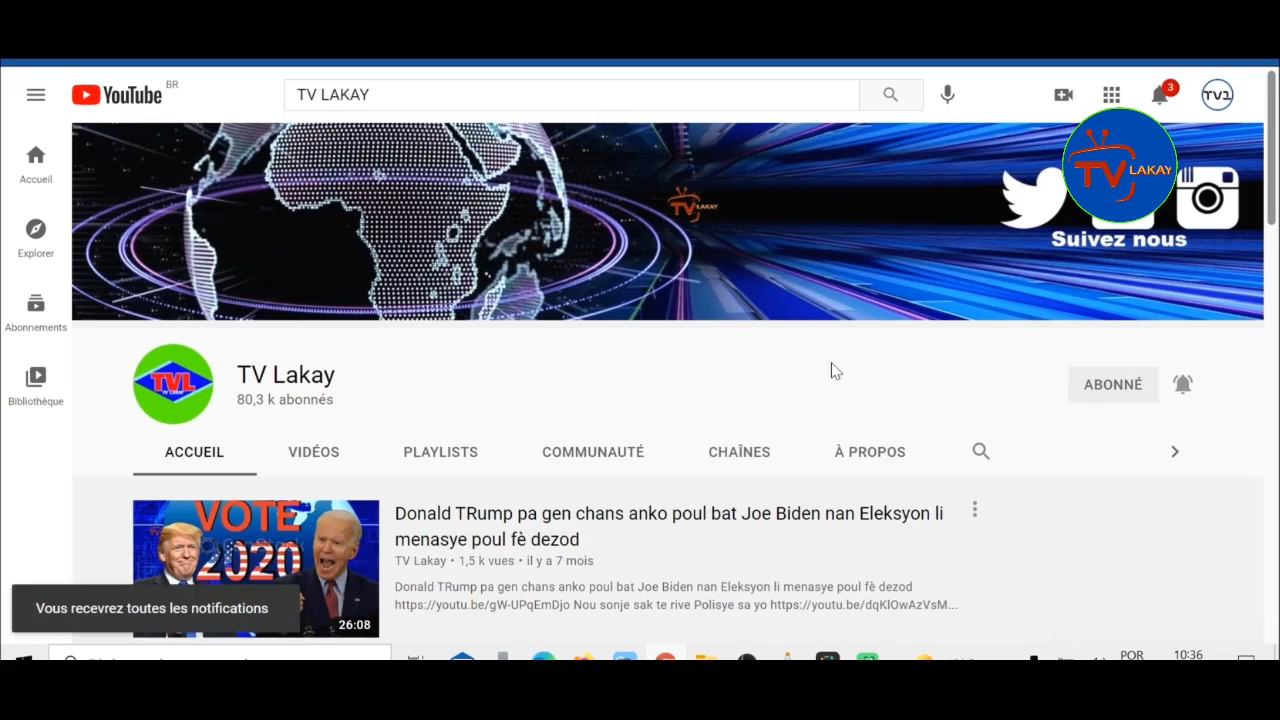 YouTube BR
TV LAKAY
3
TV1
TV LAKAY
TV LAKAY
Suivez nous
Accueil
Explorer
Abonnements
Bibliothèque
TVL
TV LAKAY
TV Lakay
80,3 k abonnés
ABONNÉ
ACCUEIL VIDÉOS PLAYLISTS COMMUNAUTÉ CHAÎNES À PROPOS
VOTE
2020
26:08
Donald TRump pa gen chans anko poul bat Joe Biden nan Eleksyon li
menasye poul fè dezod
TV Lakay • 1,5 k vues • il y a 7 mois
Donald TRump pa gen chans anko poul bat Joe Biden nan Eleksyon li menasye poul fè dezod
https://youtu.be/gW-UPqEmDjo Nou sonje sak te rive Polisye sa yo https://youtu.be/dqKlOwAzVsM...
Vous recevrez toutes les notifications
POR
10:36